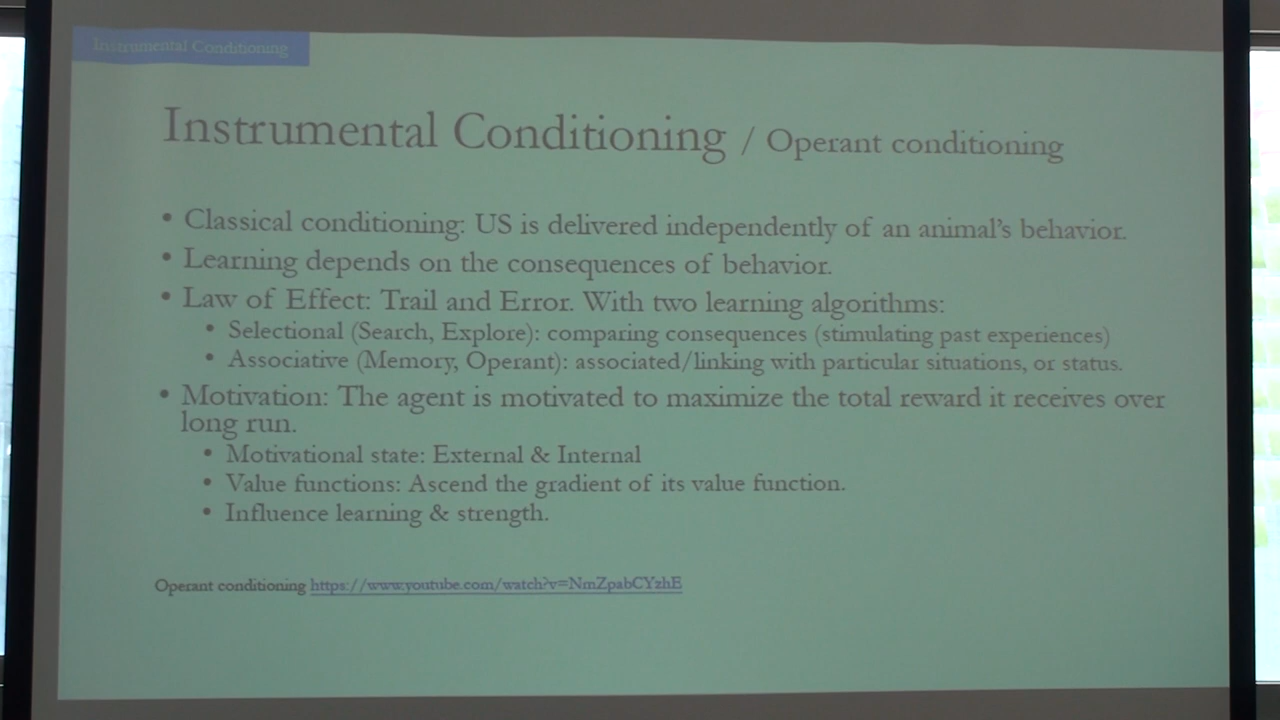 Instrumental Conditioning
Instrumental Conditioning / Operant conditioning
• Classical conditioning: US is delivered independently of an animal's behavior.
• Learning depends on the consequences of behavior.
• Law of Effect: Trail and Error. With two learning algorithms:
• Selectional (Search, Explore): comparing consequences (stimulating past experiences)
• Associative (Memory, Operant): associated/linking with particular situations, or status.
• Motivation: The agent is motivated to maximize the total reward it receives over
long run.
• Motivational state: External & Internal
• Value functions: Ascend the gradient of its value function.
• Influence learning & strength.
Operant conditioning https://www.youtube.com/watch?v=NmZpabCYzhE